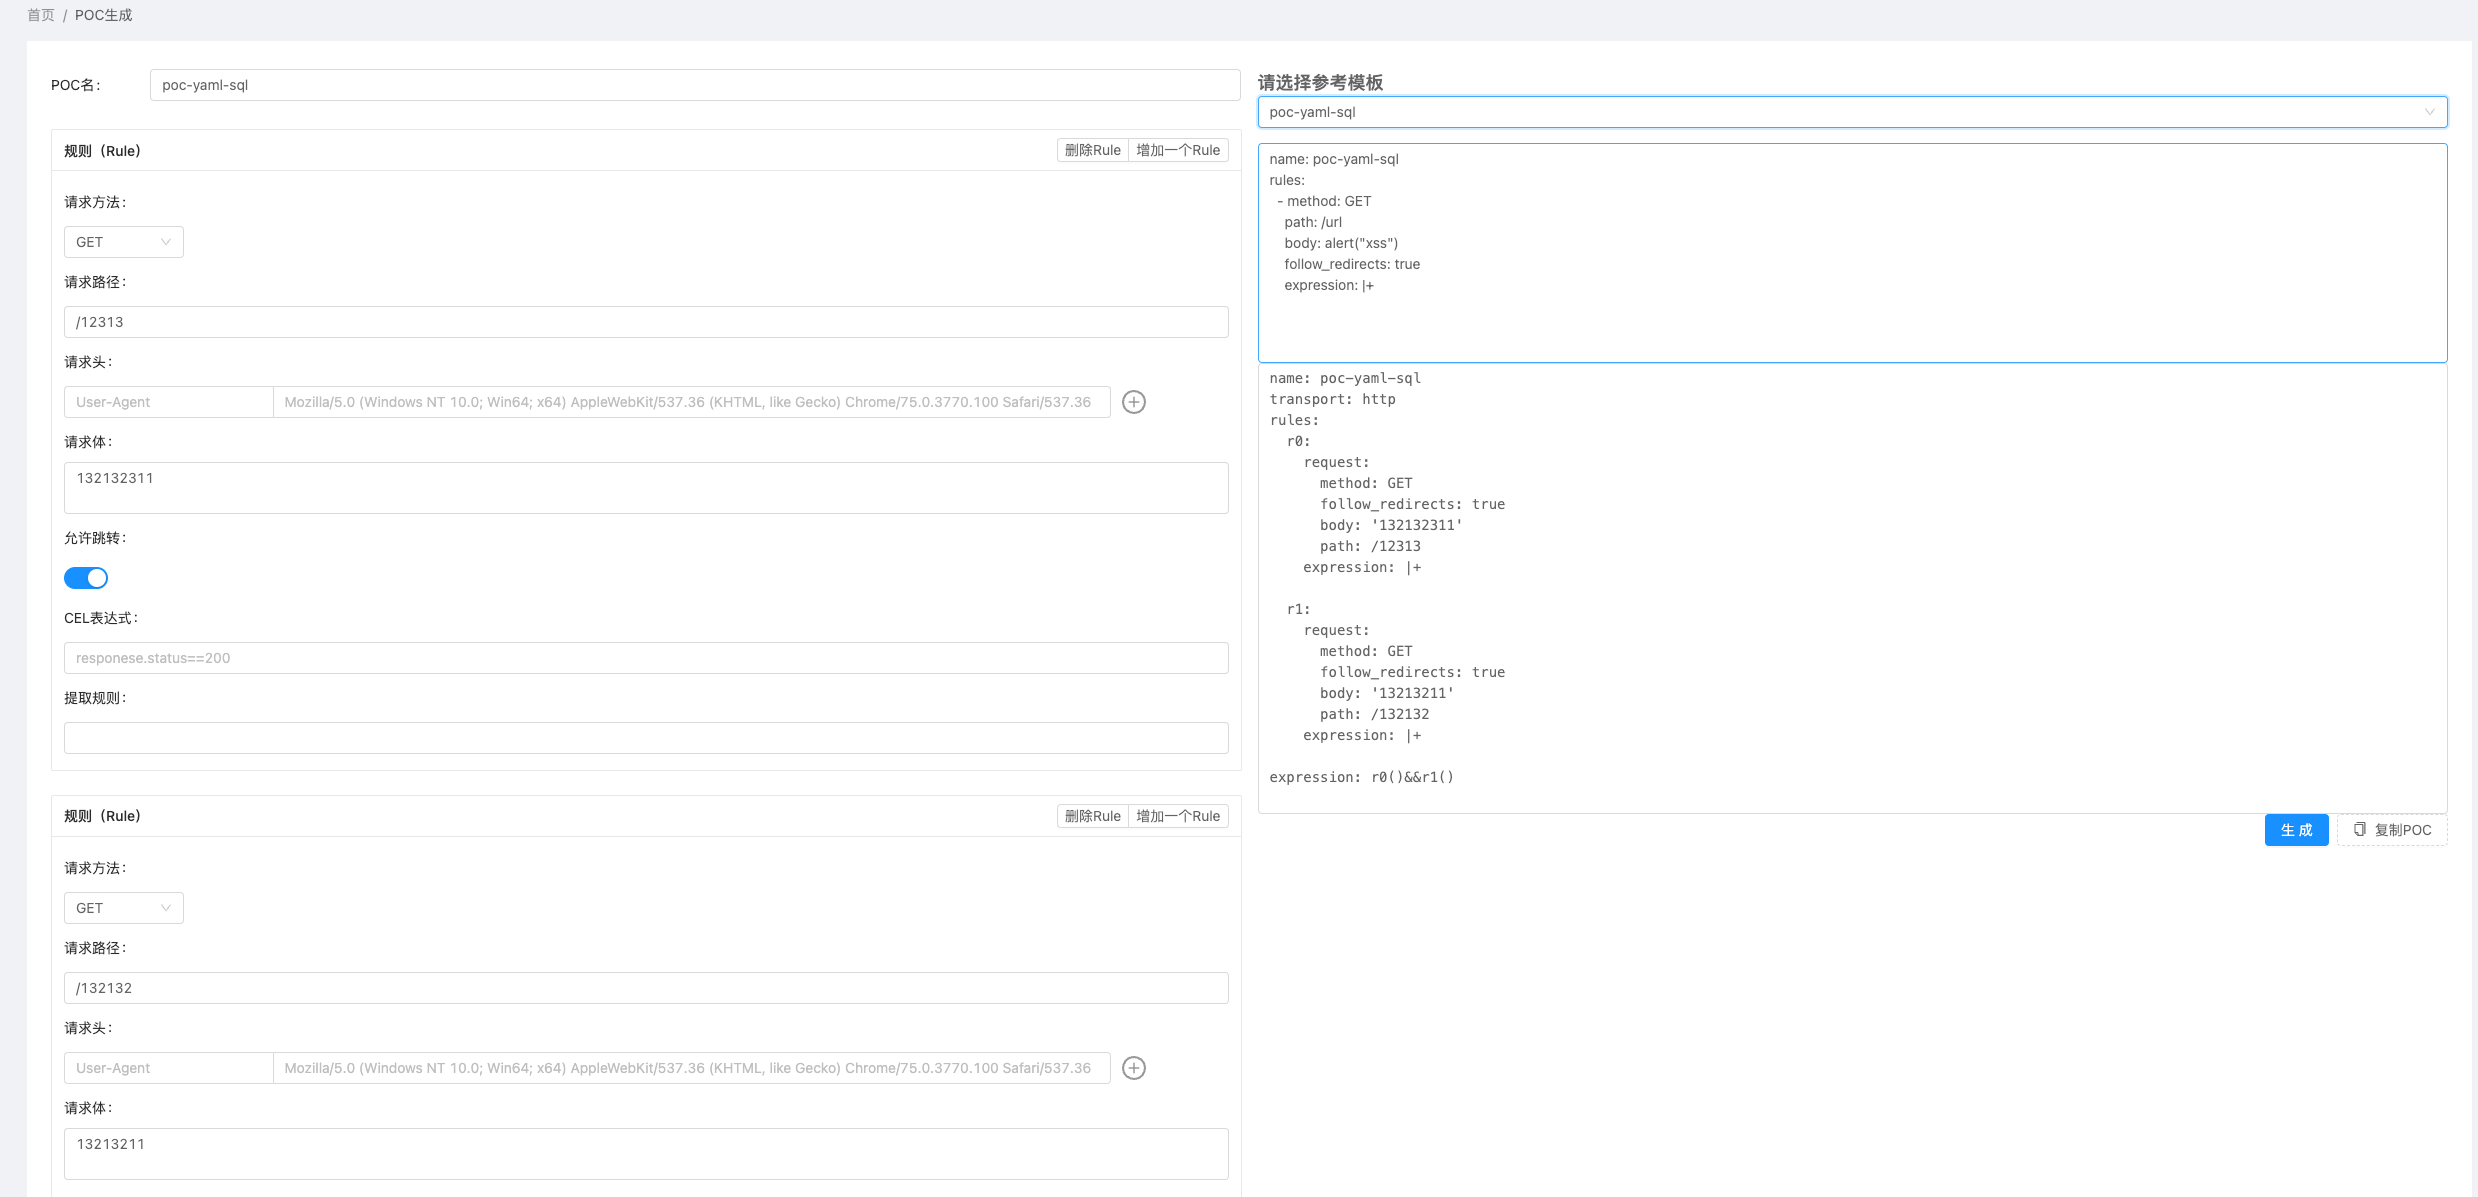 首页 / POC生成
POC名：
poc-yaml-sql
规则（Rule）
删除Rule 增加一个Rule
请求方法：
GET
请求路径：
/12313
请求头：
User-Agent Mozilla/5.0 (Windows NT 10.0; Win64; x64) AppleWebKit/537.36 (KHTML, like Gecko) Chrome/75.0.3770.100 Safari/537.36
请求体：
132132311
允许跳转：
CEL表达式：
responese.status==200
提取规则：
规则（Rule）
删除Rule 增加一个Rule
请求方法：
GET
请求路径：
/132132
请求头：
User-Agent Mozilla/5.0 (Windows NT 10.0; Win64; x64) AppleWebKit/537.36 (KHTML, like Gecko) Chrome/75.0.3770.100 Safari/537.36
请求体：
13213211
请选择参考模板
poc-yaml-sql
name: poc-yaml-sql
rules:
  - method: GET
    path: /url
    body: alert("xss")
    follow_redirects: true
    expression: |+
name: poc-yaml-sql
transport: http
rules:
  r0:
    request:
      method: GET
      follow_redirects: true
      body: '132132311'
      path: /12313
    expression: |+
  r1:
    request:
      method: GET
      follow_redirects: true
      body: '13213211'
      path: /132132
    expression: |+
expression: r0()&&r1()
生 成
复制POC